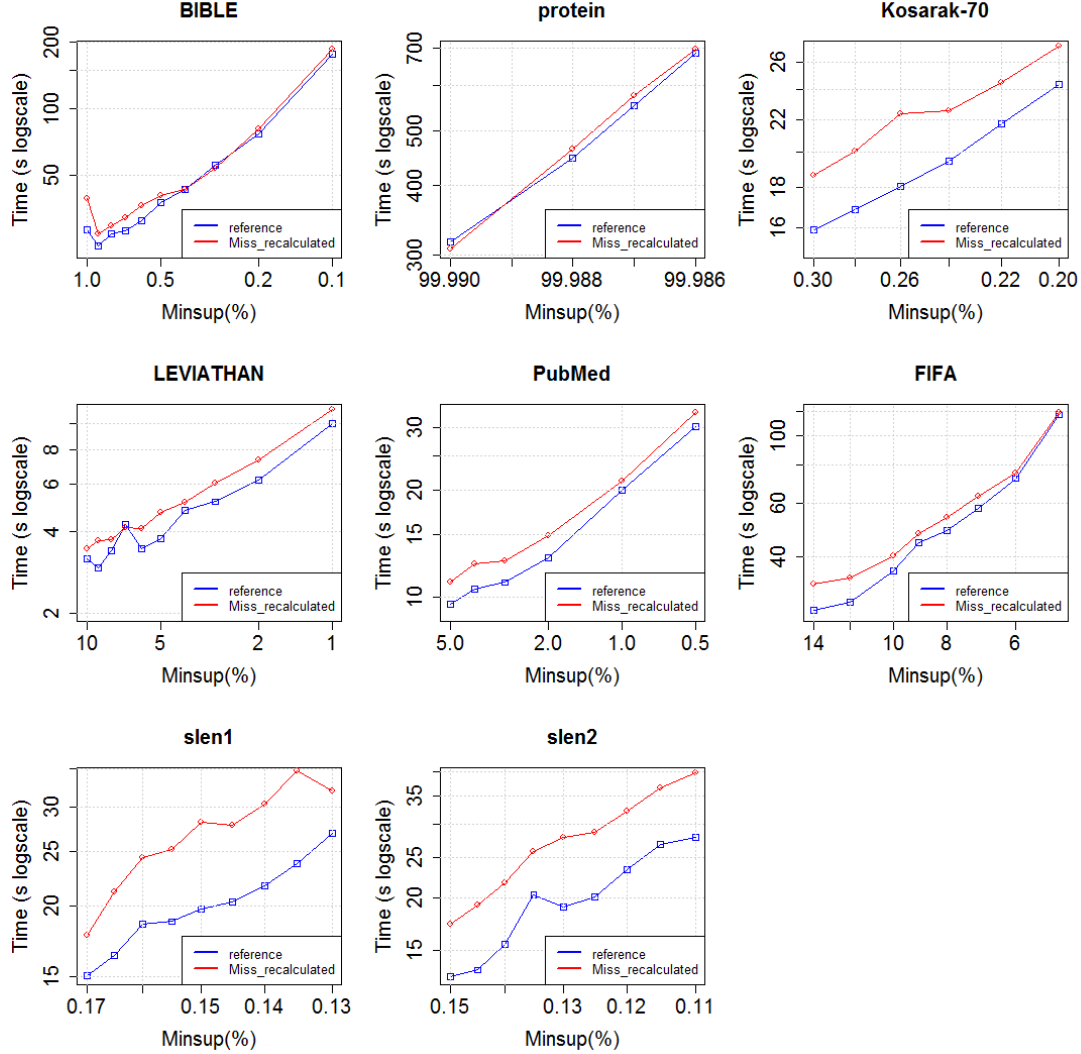 BIBLE
Time (s logscale)
200
100
50
reference
Miss_recalculated
1.0 0.5 0.2 0.1
Minsup(%)
protein
Time (s logscale)
700
500
400
300
reference
Miss_recalculated
99.990 99.988 99.986
Minsup(%)
Kosarak-70
Time (s logscale)
26
22
18
16
reference
Miss_recalculated
0.30 0.26 0.22 0.20
Minsup(%)
LEVIATHAN
Time (s logscale)
8
6
4
2
reference
Miss_recalculated
10 5 2 1
Minsup(%)
PubMed
Time (s logscale)
30
20
15
10
reference
Miss_recalculated
5.0 2.0 1.0 0.5
Minsup(%)
FIFA
Time (s logscale)
100
60
40
reference
Miss_recalculated
14 10 8 6
Minsup(%)
slen1
Time (s logscale)
30
25
20
15
reference
Miss_recalculated
0.17 0.15 0.14 0.13
Minsup(%)
slen2
Time (s logscale)
35
25
20
15
reference
Miss_recalculated
0.15 0.13 0.12 0.11
Minsup(%)